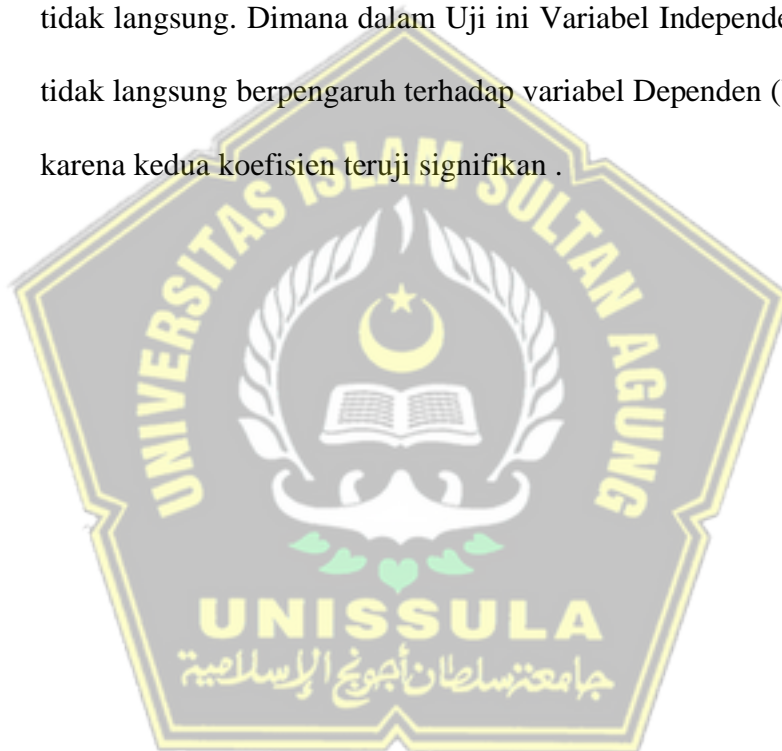 tidak langsung. Dimana dalam Uji ini Variabel Independe
tidak langsung berpengaruh terhadap variabel Dependen (
karena kedua koefisien teruji signifikan .
UNIVERSITAS ISLAM SULTAN AGUNG
UNISSULA
جامعة سلطان أجونج الإسلامية